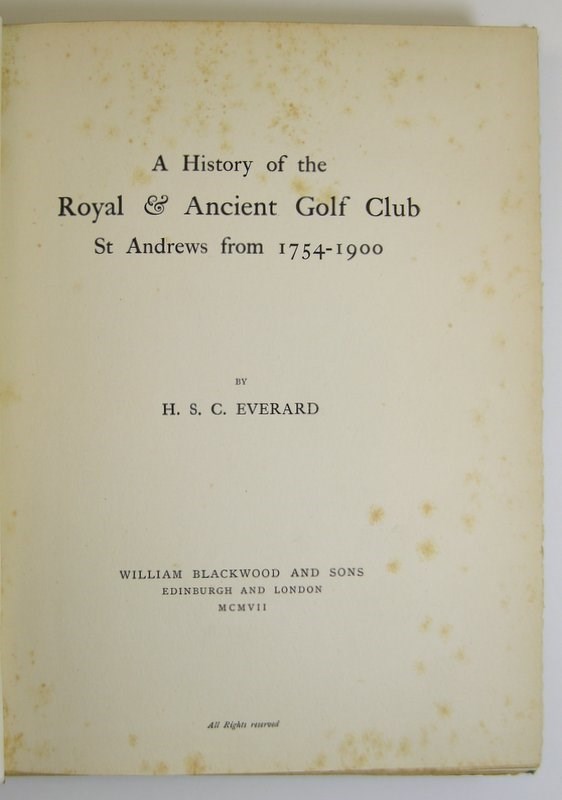 A History of the
Royal & Ancient Golf Club
St Andrews from 1754-1900
BY
H. S. C. EVERARD
WILLIAM BLACKWOOD AND SONS
EDINBURGH AND LONDON
MCMVII
All Rights reserved